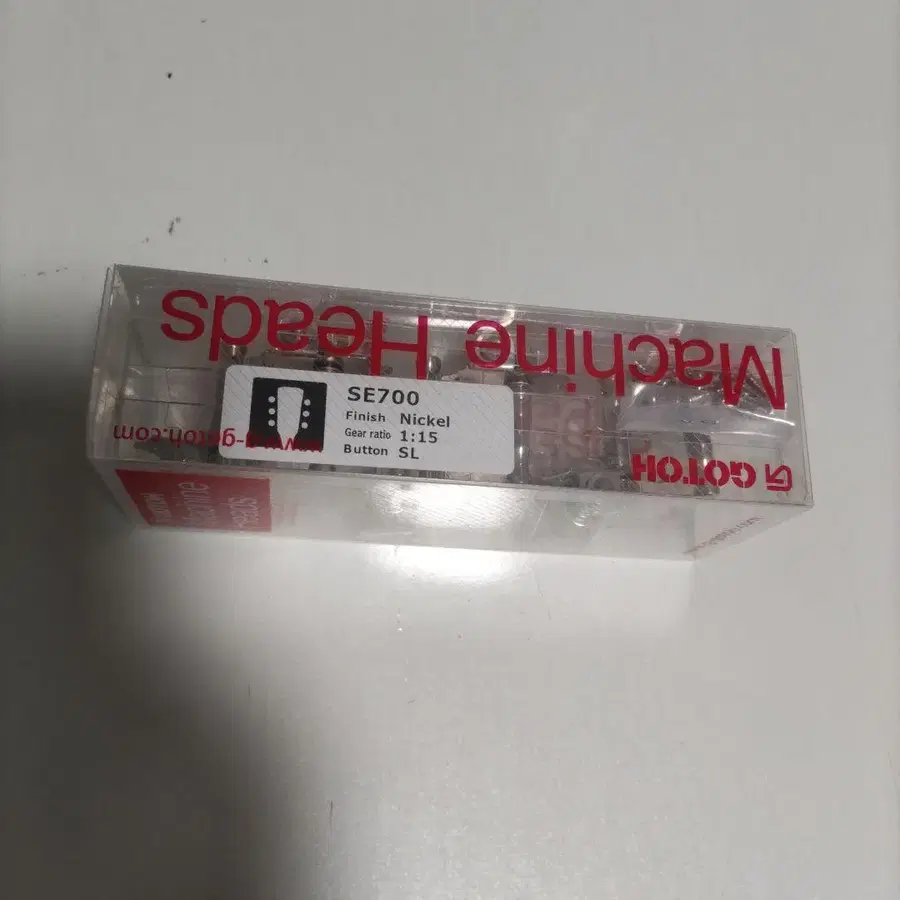 Machine Heads
SE700
Finish Nickel
Gear ratio 1:15
Button SL
www.g-gotoh.com
GOTOH